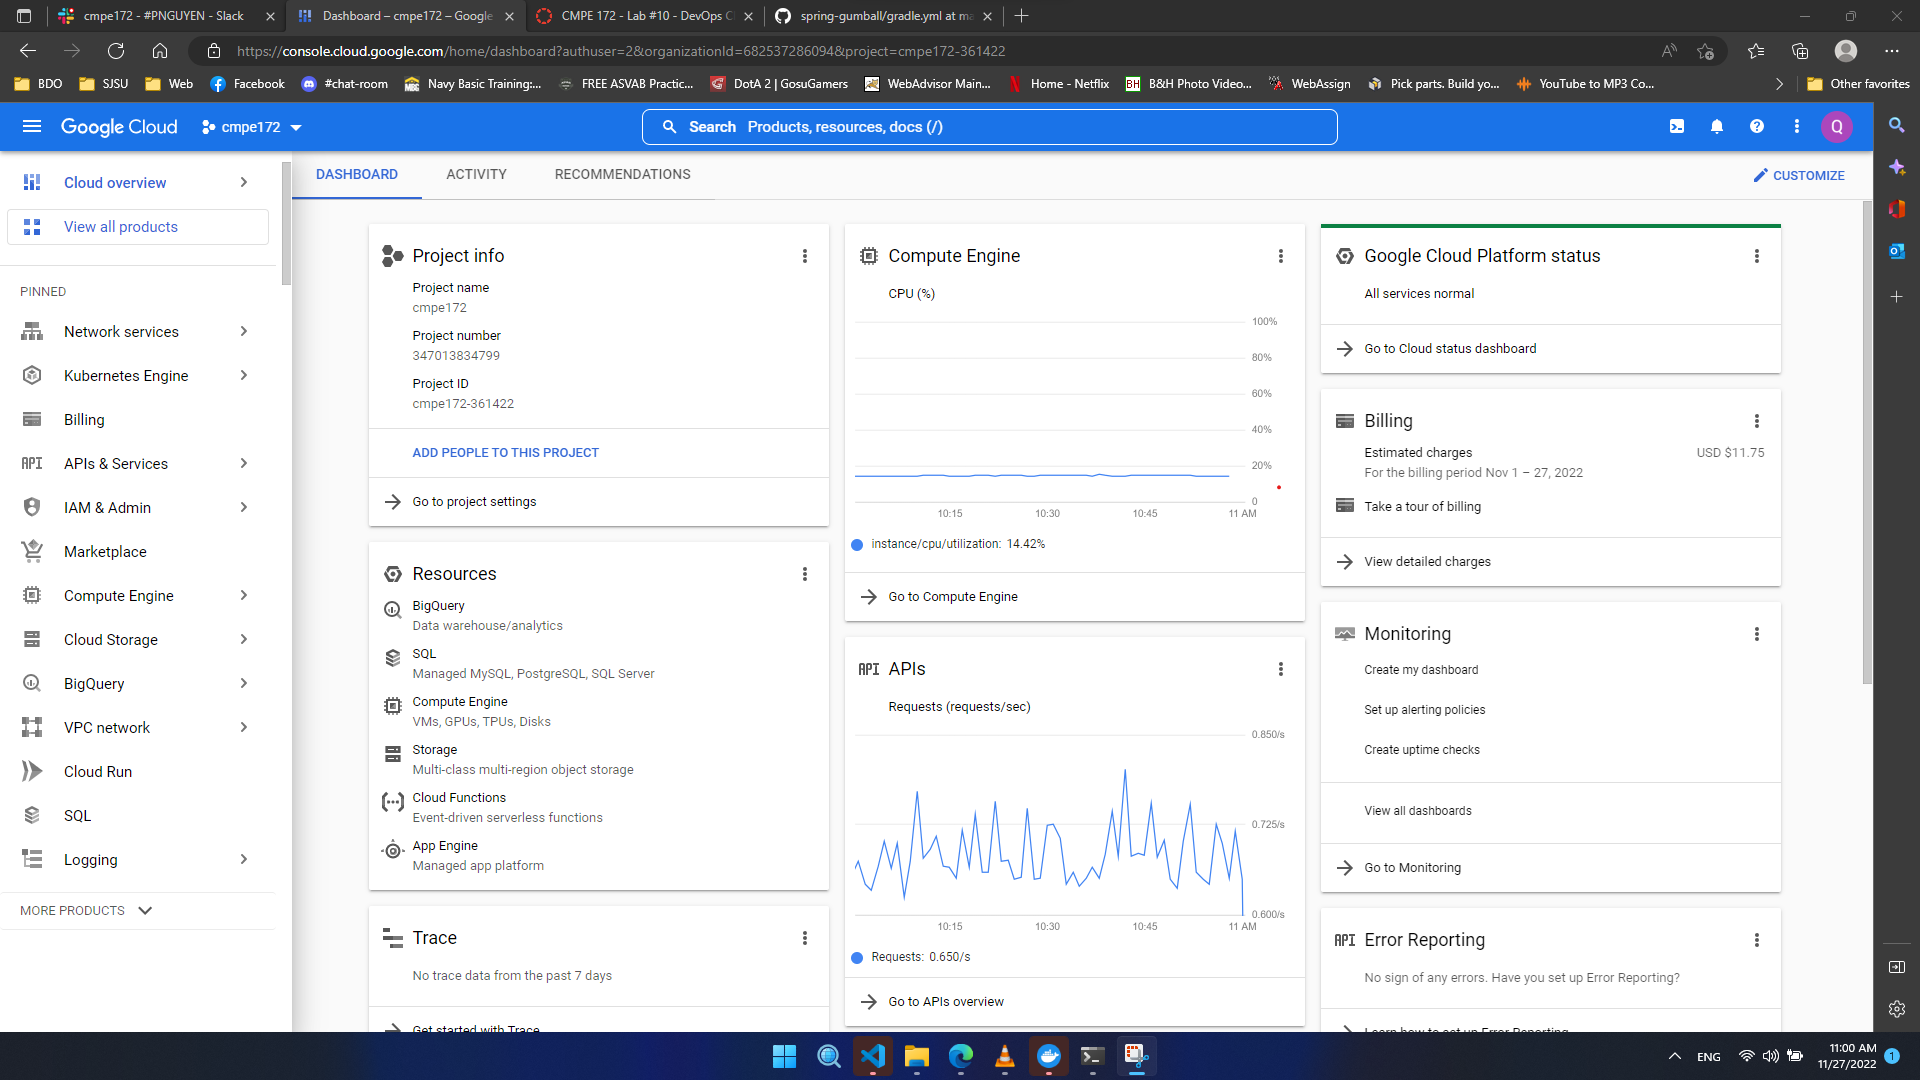 cmpe172 - #PNGUYEN - Slack
Dashboard – cmpe172 – Google
CMPE 172 - Lab #10 - DevOps C
spring-gumball/gradle.yml at ma
https://console.cloud.google.com/home/dashboard?authuser=2&organizationId=682537286094&project=cmpe172-361422
BDO
SJSU
Web
Facebook
#chat-room
Navy Basic Training:...
FREE ASVAB Practic...
DotA 2 | GosuGamers
WebAdvisor Main...
Home - Netflix
B&H Photo Video...
WebAssign
Pick parts. Build yo...
YouTube to MP3 Co...
Other favorites
Google Cloud
cmpe172
Search Products, resources, docs (/)
Q
Cloud overview
View all products
PINNED
Network services
Kubernetes Engine
Billing
API APIs & Services
IAM & Admin
Marketplace
Compute Engine
Cloud Storage
BigQuery
VPC network
Cloud Run
SQL
Logging
MORE PRODUCTS
DASHBOARD
ACTIVITY
RECOMMENDATIONS
CUSTOMIZE
Project info
Project name
cmpe172
Project number
347013834799
Project ID
cmpe172-361422
ADD PEOPLE TO THIS PROJECT
Go to project settings
Resources
BigQuery
Data warehouse/analytics
SQL
Managed MySQL, PostgreSQL, SQL Server
Compute Engine
VMs, GPUs, TPUs, Disks
Storage
Multi-class multi-region object storage
Cloud Functions
Event-driven serverless functions
App Engine
Managed app platform
Trace
No trace data from the past 7 days
Get started with Trace
Compute Engine
CPU (%)
100%
80%
60%
40%
20%
0
10:15
10:30
10:45
11 AM
instance/cpu/utilization: 14.42%
Go to Compute Engine
API APIs
Requests (requests/sec)
0.850/s
0.725/s
0.600/s
10:15
10:30
10:45
11 AM
Requests: 0.650/s
Go to APIs overview
Google Cloud Platform status
All services normal
Go to Cloud status dashboard
Billing
Estimated charges
USD $11.75
For the billing period Nov 1 – 27, 2022
Take a tour of billing
View detailed charges
Monitoring
Create my dashboard
Set up alerting policies
Create uptime checks
View all dashboards
Go to Monitoring
API Error Reporting
No sign of any errors. Have you set up Error Reporting?
Learn how to set up Error Reporting
ENG
11:00 AM
11/27/2022
1